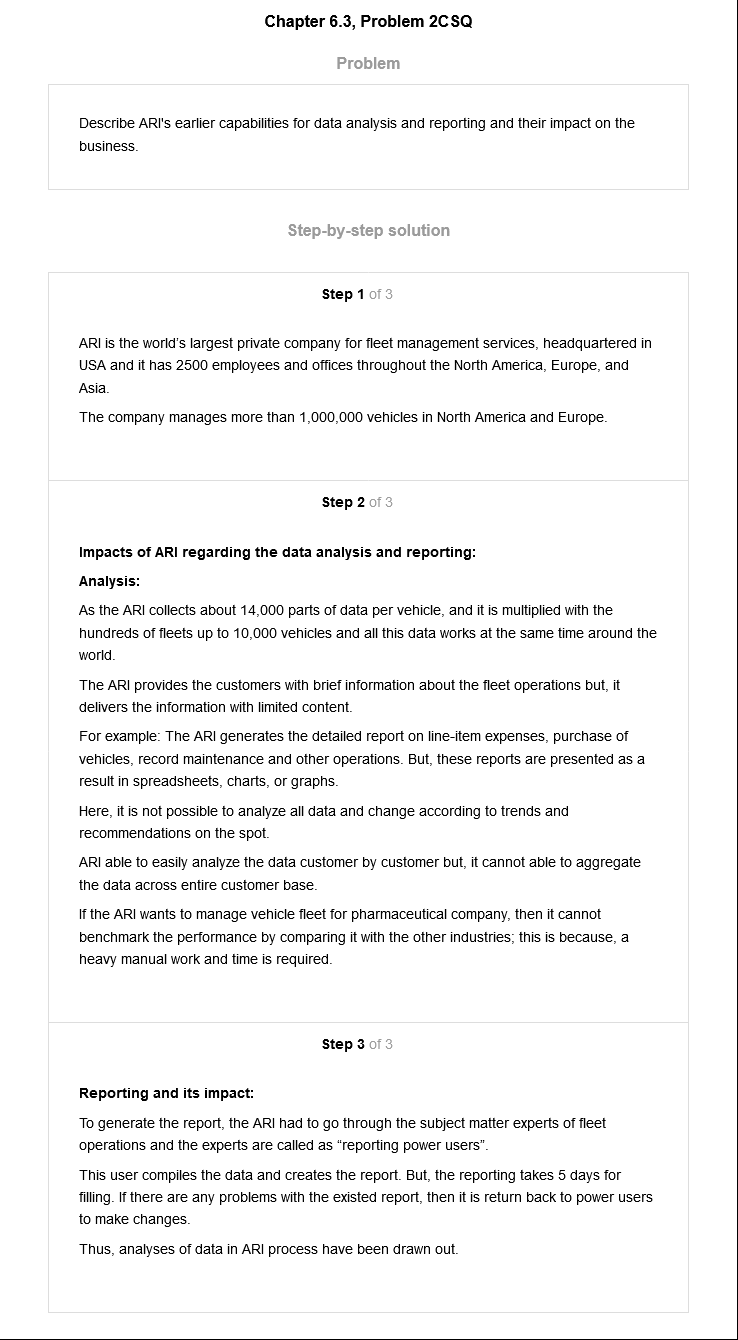 Chapter 6.3, Problem 2CSQ
Problem
Describe ARI's earlier capabilities for data analysis and reporting and their impact on the
business.
Step-by-step solution
Step 1 of 3
ARI is the world's largest private company for fleet management services, headquartered in
USA and it has 2500 employees and offices throughout the North America, Europe, and
Asia.
The company manages more than 1,000,000 vehicles in North America and Europe.
Step 2 of 3
Impacts of ARI regarding the data analysis and reporting:
Analysis:
As the ARI collects about 14,000 parts of data per vehicle, and it is multiplied with the
hundreds of fleets up to 10,000 vehicles and all this data works at the same time around the
world.
The ARI provides the customers with brief information about the fleet operations but, it
delivers the information with limited content.
For example: The ARI generates the detailed report on line-item expenses, purchase of
vehicles, record maintenance and other operations. But, these reports are presented as a
result in spreadsheets, charts, or graphs.
Here, it is not possible to analyze all data and change according to trends and
recommendations on the spot.
ARI able to easily analyze the data customer by customer but, it cannot able to aggregate
the data across entire customer base.
If the ARI wants to manage vehicle fleet for pharmaceutical company, then it cannot
benchmark the performance by comparing it with the other industries; this is because, a
heavy manual work and time is required.
Step 3 of 3
Reporting and its impact:
To generate the report, the ARI had to go through the subject matter experts of fleet
operations and the experts are called as “reporting power users”.
This user compiles the data and creates the report. But, the reporting takes 5 days for
filling. If there are any problems with the existed report, then it is return back to power users
to make changes.
Thus, analyses of data in ARI process have been drawn out.